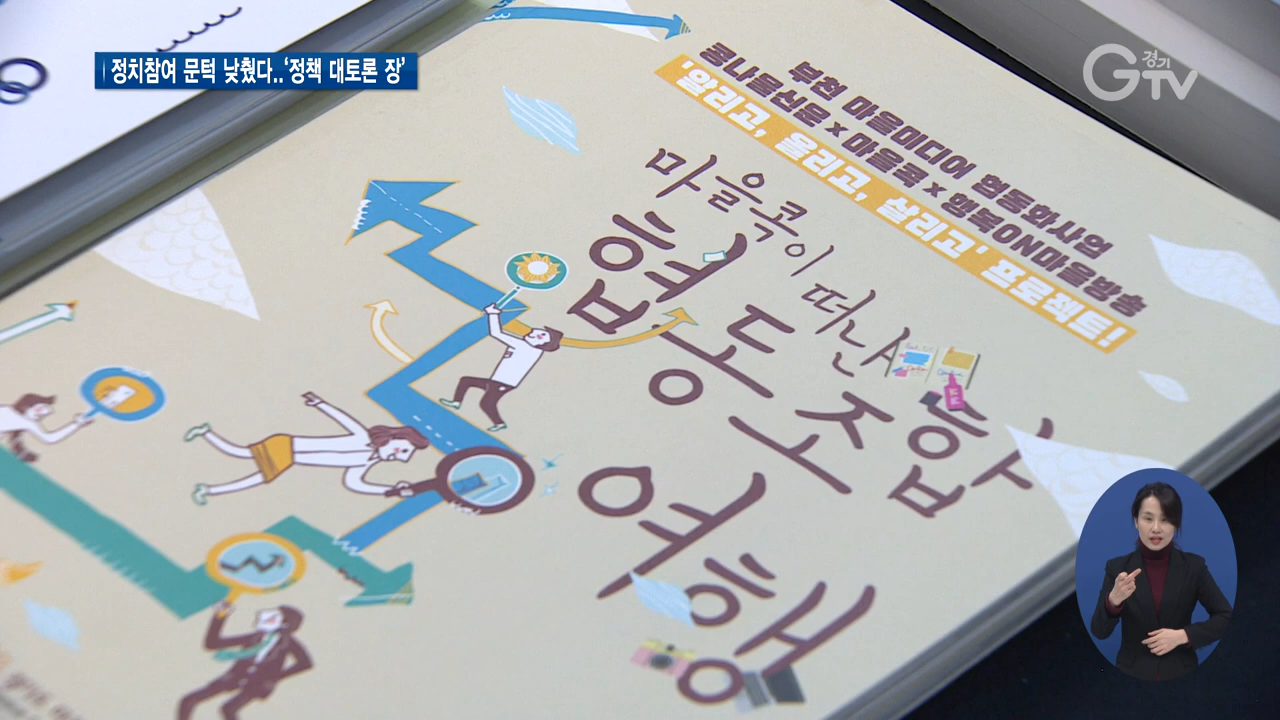 정치참여 문턱 낮췄다..‘정책 대토론 장’
경기
GTV
부천 마을미디어 협동화사업
콩나물신문 x 마을콕 x 행복ON마을방송
'알리고, 올리고, 살리고' 프로젝트!
마을콕이 떠난
협동조합
여행